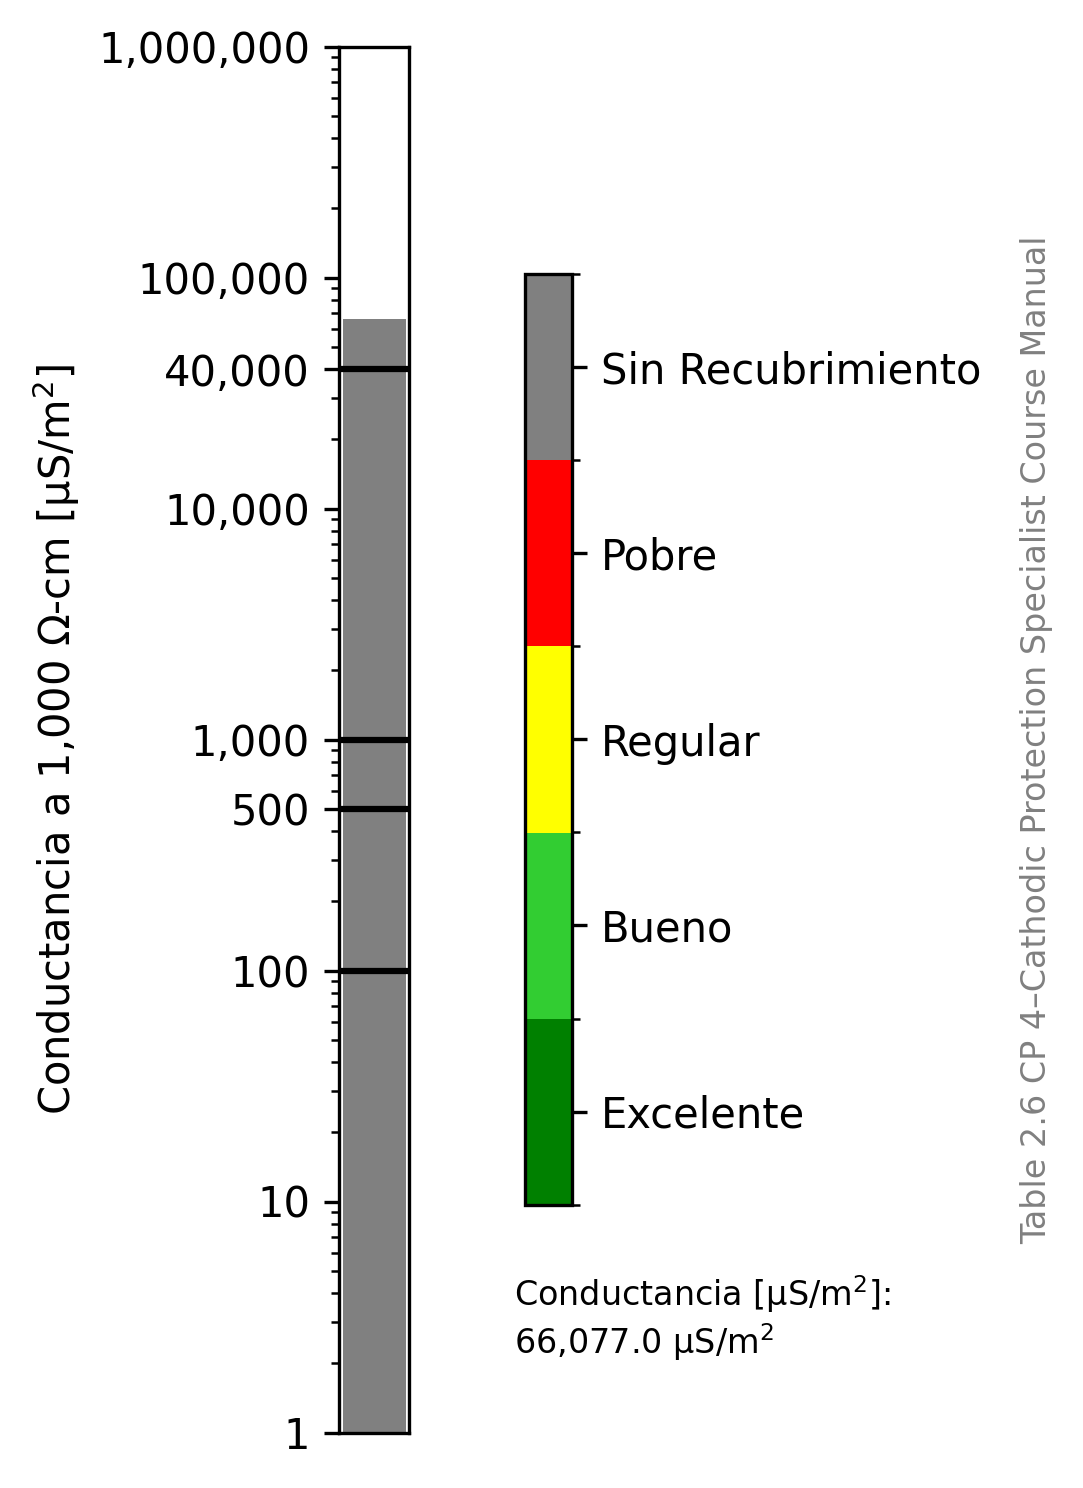 Conductancia a 1,000 Ω-cm [µS/m²]
1,000,000
100,000
40,000
10,000
1,000
500
100
10
1
Sin Recubrimiento
Pobre
Regular
Bueno
Excelente
Conductancia [µS/m²]:
66,077.0 µS/m²
Table 2.6 CP 4–Cathodic Protection Specialist Course Manual